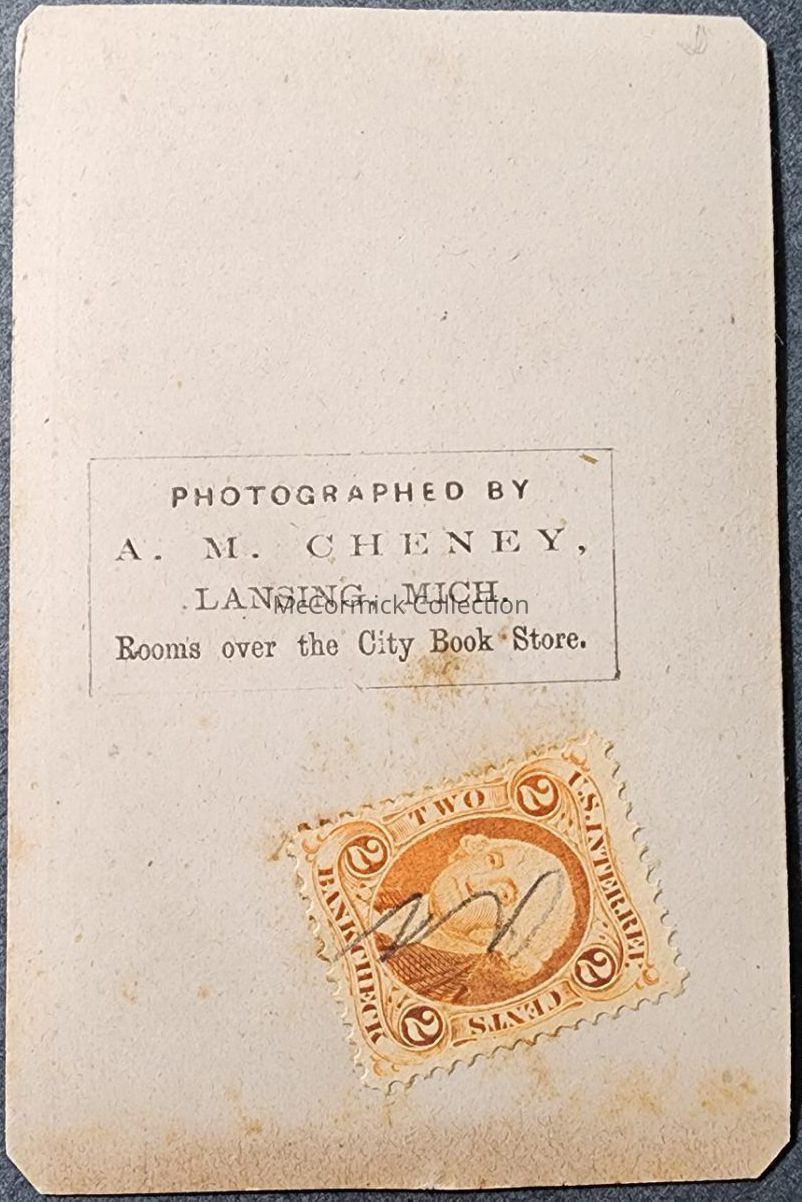 PHOTOGRAPHED BY
A. M. CHENEY,
LANSING, MICH.
McCormick Collection
Rooms over the City Book Store.
TWO
2
2
U.S. INTER. REV.
BANK CHECK
2
2
CENTS